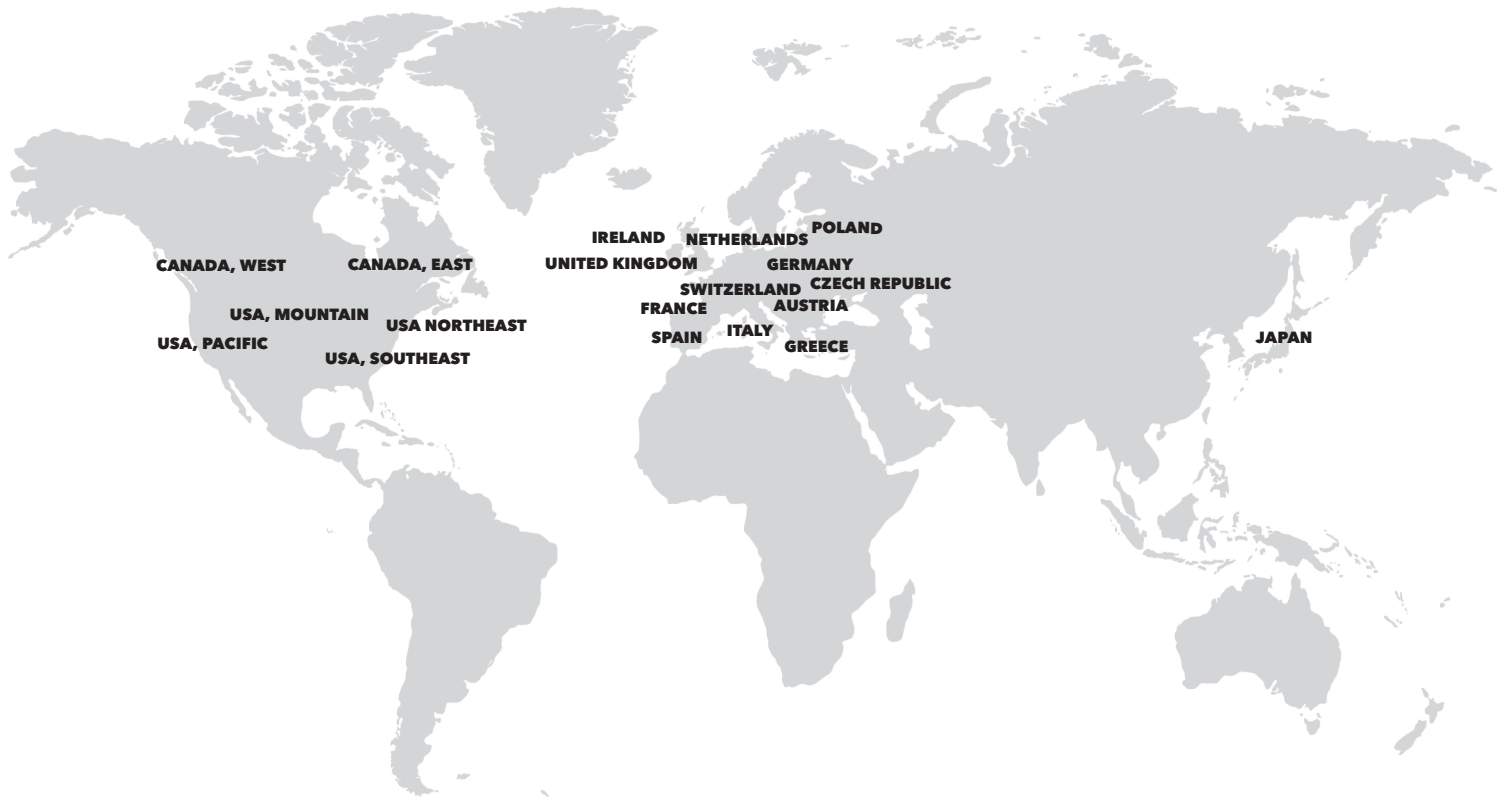 POLAND
IRELAND
NETHERLANDS
UNITED KINGDOM
GERMANY
CANADA, WEST
CANADA, EAST
CZECH REPUBLIC
SWITZERLAND
AUSTRIA
FRANCE
USA, MOUNTAIN
USA NORTHEAST
ITALY
SPAIN
JAPAN
USA, PACIFIC
GREECE
USA, SOUTHEAST